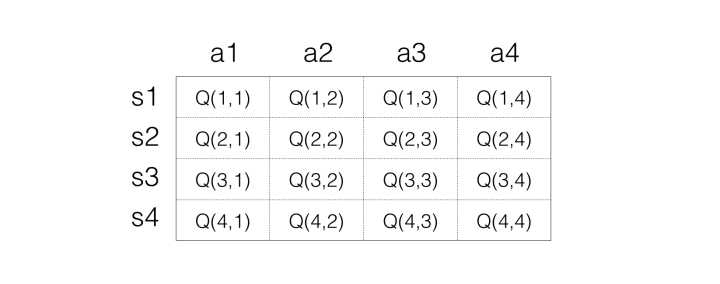 a1 a2 a3 a4
s1 Q(1,1) Q(1,2) Q(1,3) Q(1,4)
s2 Q(2,1) Q(2,2) Q(2,3) Q(2,4)
s3 Q(3,1) Q(3,2) Q(3,3) Q(3,4)
s4 Q(4,1) Q(4,2) Q(4,3) Q(4,4)